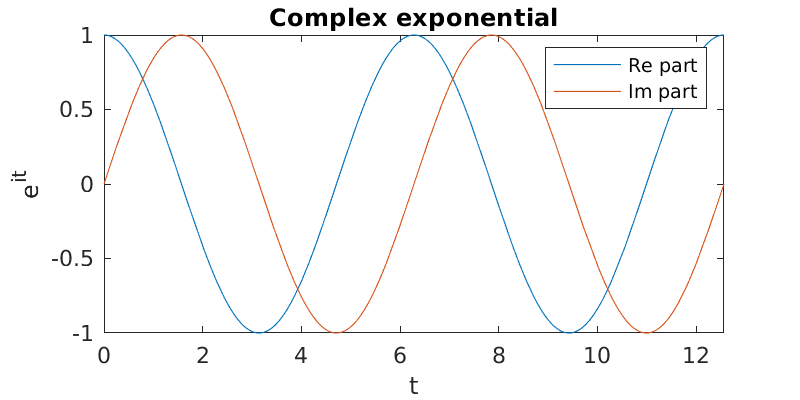 Complex exponential
Re part
Im part
1
0.5
0
-0.5
-1
e^{it}
0 2 4 6 8 10 12
t